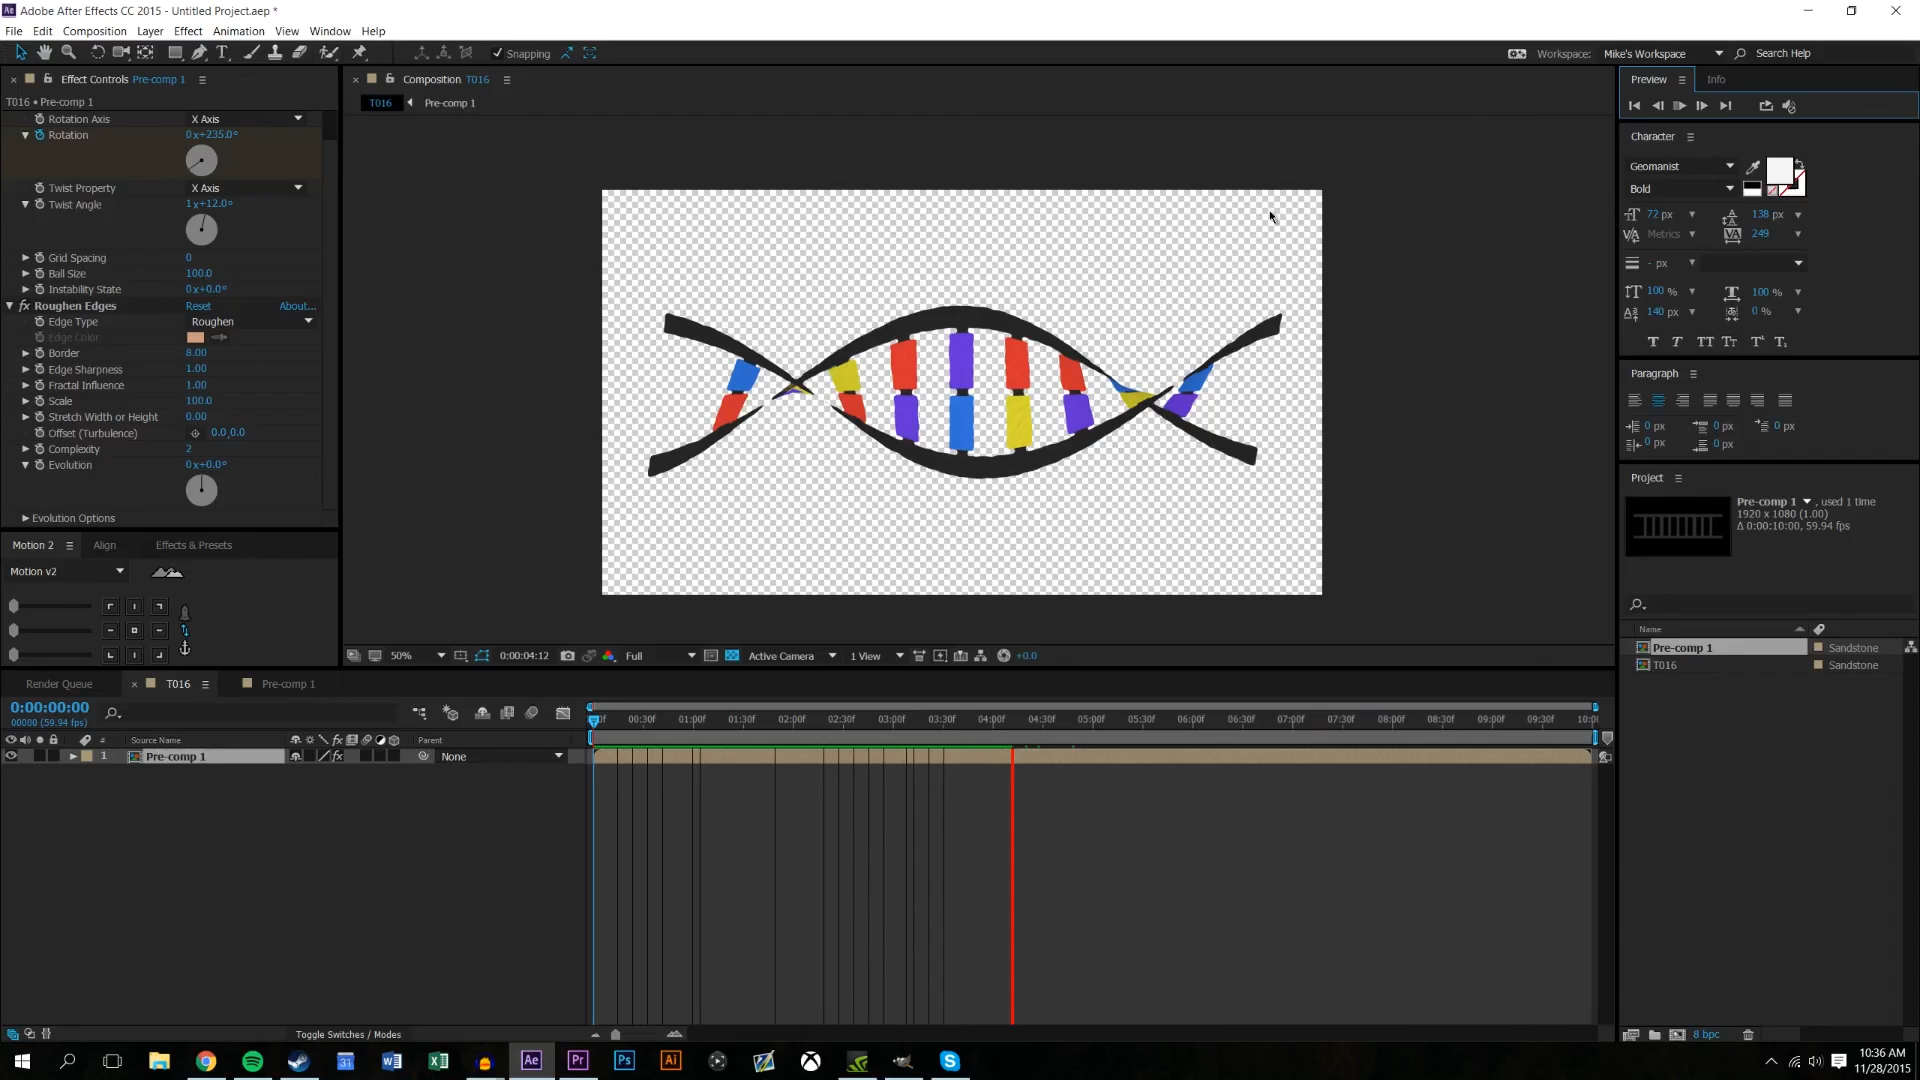 Adobe After Effects CC 2015 - Untitled Project.aep *
File Edit Composition Layer Effect Animation View Window Help
Snapping
Workspace: Mike's Workspace
Search Help
Effect Controls Pre-comp 1
T016 • Pre-comp 1
Rotation Axis X Axis
Rotation 0x+235.0°
Twist Property X Axis
Twist Angle 1x+12.0°
Grid Spacing 0
Ball Size 100.0
Instability State 0x+0.0°
fx Roughen Edges Reset About...
Edge Type Roughen
Edge Color
Border 8.00
Edge Sharpness 1.00
Fractal Influence 1.00
Scale 100.0
Stretch Width or Height 0.00
Offset (Turbulence) 0.0,0.0
Complexity 2
Evolution 0x+0.0°
Evolution Options
Motion 2 Align Effects & Presets
Motion v2
Composition T016
T016 Pre-comp 1
50% 0:00:04:12 Full Active Camera 1 View +0.0
Preview Info
Character
Geomanist
Bold
72 px 138 px
Metrics 249
- px
100 % 100 %
140 px 0 %
T T TT Tt T¹ T₁
Paragraph
0 px 0 px 0 px
0 px 0 px
Project
Pre-comp 1 , used 1 time
1920 x 1080 (1.00)
Δ 0:00:10:00, 59.94 fps
Name
Pre-comp 1 Sandstone
T016 Sandstone
8 bpc
Render Queue T016 Pre-comp 1
0:00:00:00
00000 (59.94 fps)
00:30f 01:00f 01:30f 02:00f 02:30f 03:00f 03:30f 04:00f 04:30f 05:00f 05:30f 06:00f 06:30f 07:00f 07:30f 08:00f 08:30f 09:00f 09:30f
# Source Name Parent
1 Pre-comp 1 None
Toggle Switches / Modes
31 Ae Pr Ps Ai
10:36 AM
11/28/2015